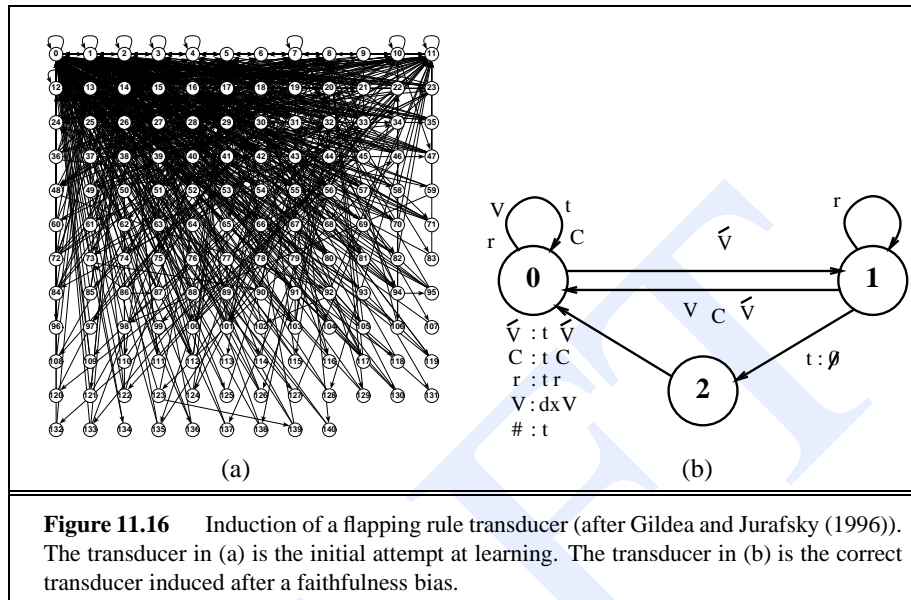 0 1 2 3 4 5 6 7 8 9 10 11
12 13 14 15 16 17 18 19 20 21 22 23
24 25 26 27 28 29 30 31 32 33 34 35
36 37 38 39 40 41 42 43 44 45 46 47
48 49 50 51 52 53 54 55 56 57 58 59
60 61 62 63 64 65 66 67 68 69 70 71
72 73 74 75 76 77 78 79 80 81 82 83
84 85 86 87 88 89 90 91 92 93 94 95
96 97 98 99 100 101 102 103 104 105 106 107
108 109 110 111 112 113 114 115 116 117 118 119
120 121 122 123 124 125 126 127 128 129 130 131
132 133 134 135 136 137 138 139 140
(a)
V t
r C
V́
r
0
1
V C V́
t : ∅
2
V́ : t V́
C : t C
r : t r
V : dx V
# : t
(b)
FT
Figure 11.16 Induction of a flapping rule transducer (after Gildea and Jurafsky (1996)).
The transducer in (a) is the initial attempt at learning. The transducer in (b) is the correct
transducer induced after a faithfulness bias.